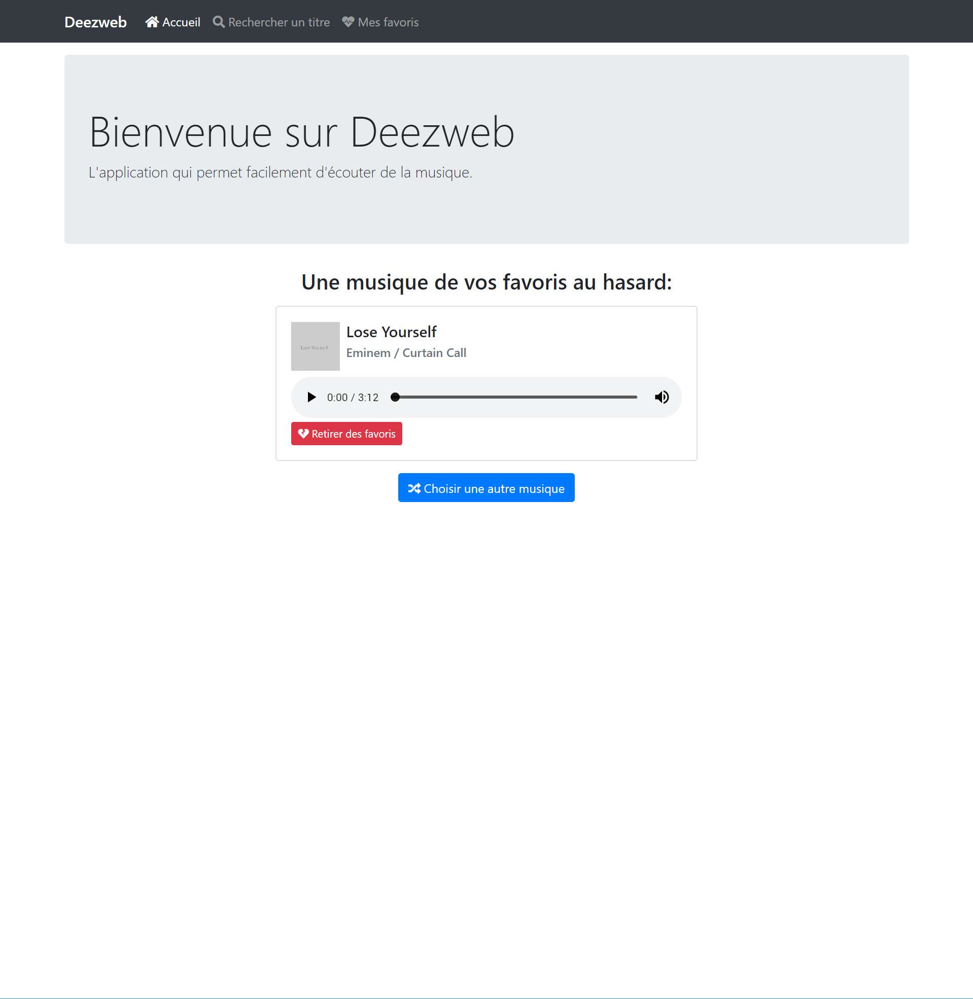 Deezweb Accueil Rechercher un titre Mes favoris
Bienvenue sur Deezweb
L'application qui permet facilement d'écouter de la musique.
Une musique de vos favoris au hasard:
Lose Yourself
Eminem / Curtain Call
0:00 / 3:12
Retirer des favoris
Choisir une autre musique